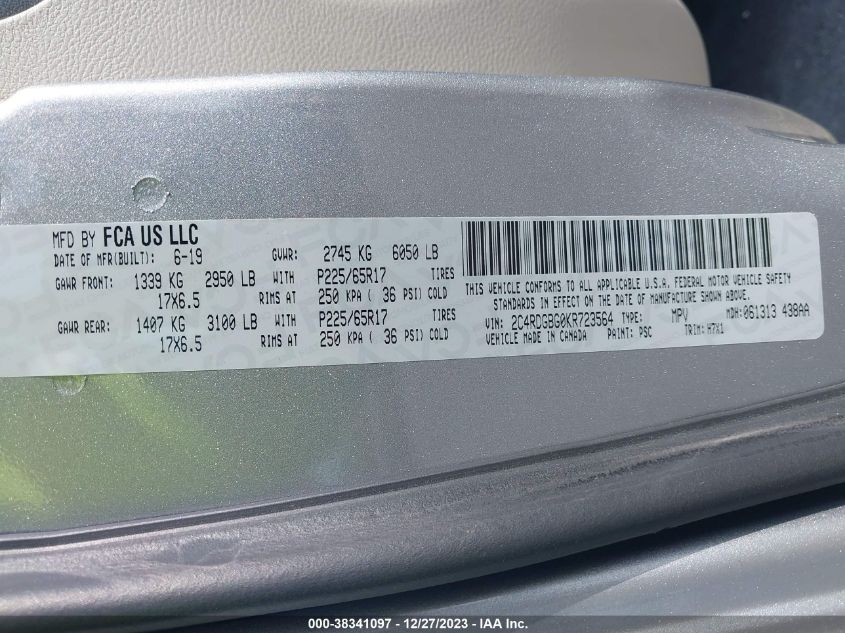 MFD BY FCA US LLC
DATE OF MFR(BUILT): 6-19 GVWR: 2745 KG 6050 LB
GAWR FRONT: 1339 KG 2950 LB WITH P225/65R17 TIRES
17X6.5 RIMS AT 250 KPA ( 36 PSI) COLD
GAWR REAR: 1407 KG 3100 LB WITH P225/65R17 TIRES
17X6.5 RIMS AT 250 KPA ( 36 PSI) COLD
THIS VEHICLE CONFORMS TO ALL APPLICABLE U.S.A. FEDERAL MOTOR VEHICLE SAFETY
STANDARDS IN EFFECT ON THE DATE OF MANUFACTURE SHOWN ABOVE.
VIN: 2C4RDGBG0KR723564 TYPE: MPV MDH: 061313 438AA
VEHICLE MADE IN CANADA PAINT: PSC TRIM: H7X1
000-38341097 - 12/27/2023 - IAA Inc.